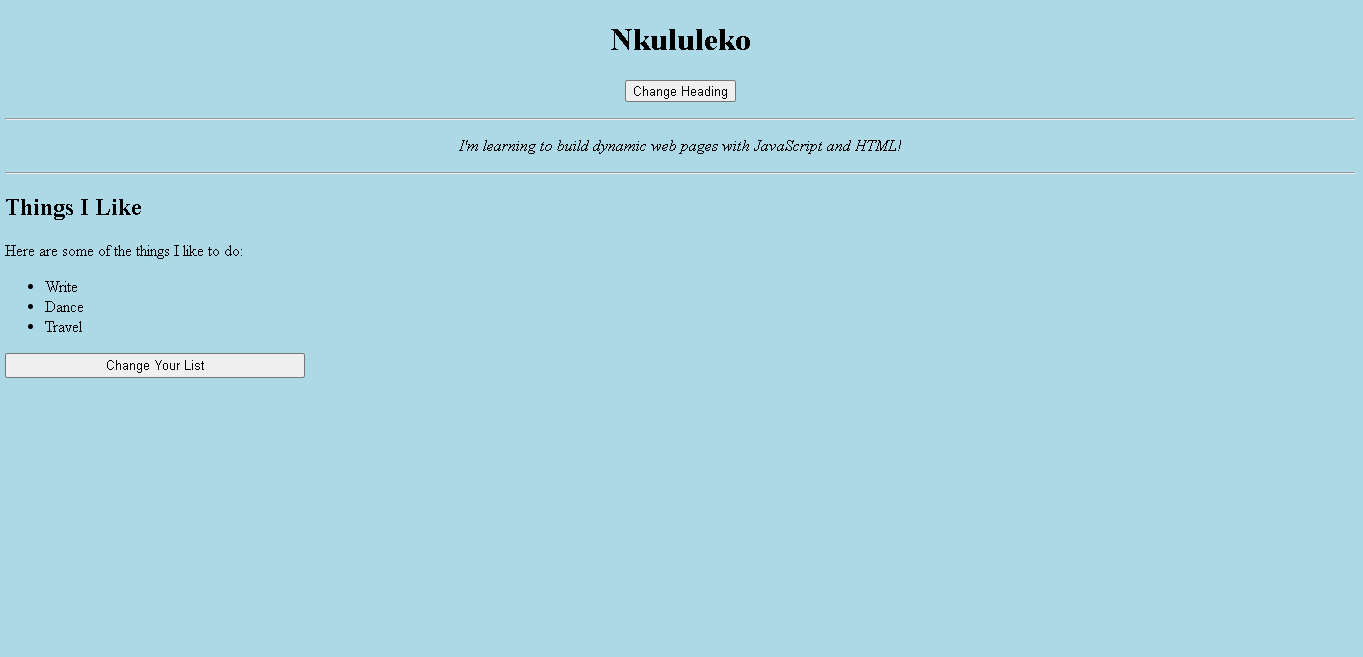 Nkululeko
Change Heading
I'm learning to build dynamic web pages with JavaScript and HTML!
Things I Like
Here are some of the things I like to do:
Write
Dance
Travel
Change Your List